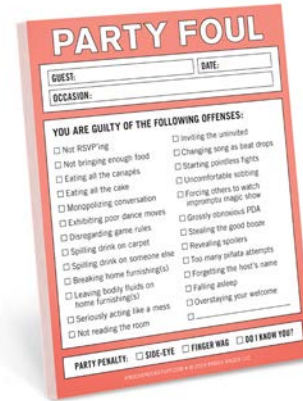 PARTY FOUL
GUEST: DATE:
OCCASION:
YOU ARE GUILTY OF THE FOLLOWING OFFENSES:
Not RSVP'ing
Not bringing enough food
Eating all the canapés
Eating all the cake
Monopolizing conversation
Exhibiting poor dance moves
Disregarding game rules
Spilling drink on carpet
Spilling drink on someone else
Breaking home furnishing(s)
Leaving bodily fluids on
home furnishing(s)
Seriously acting like a mess
Not reading the room
Inviting the uninvited
Changing song as beat drops
Starting pointless fights
Uncomfortable sobbing
Forcing others to watch
impromptu magic show
Grossly obnoxious PDA
Stealing the good booze
Revealing spoilers
Too many piñata attempts
Forgetting the host's name
Falling asleep
Overstaying your welcome
PARTY PENALTY: SIDE-EYE FINGER WAG DO I KNOW YOU?